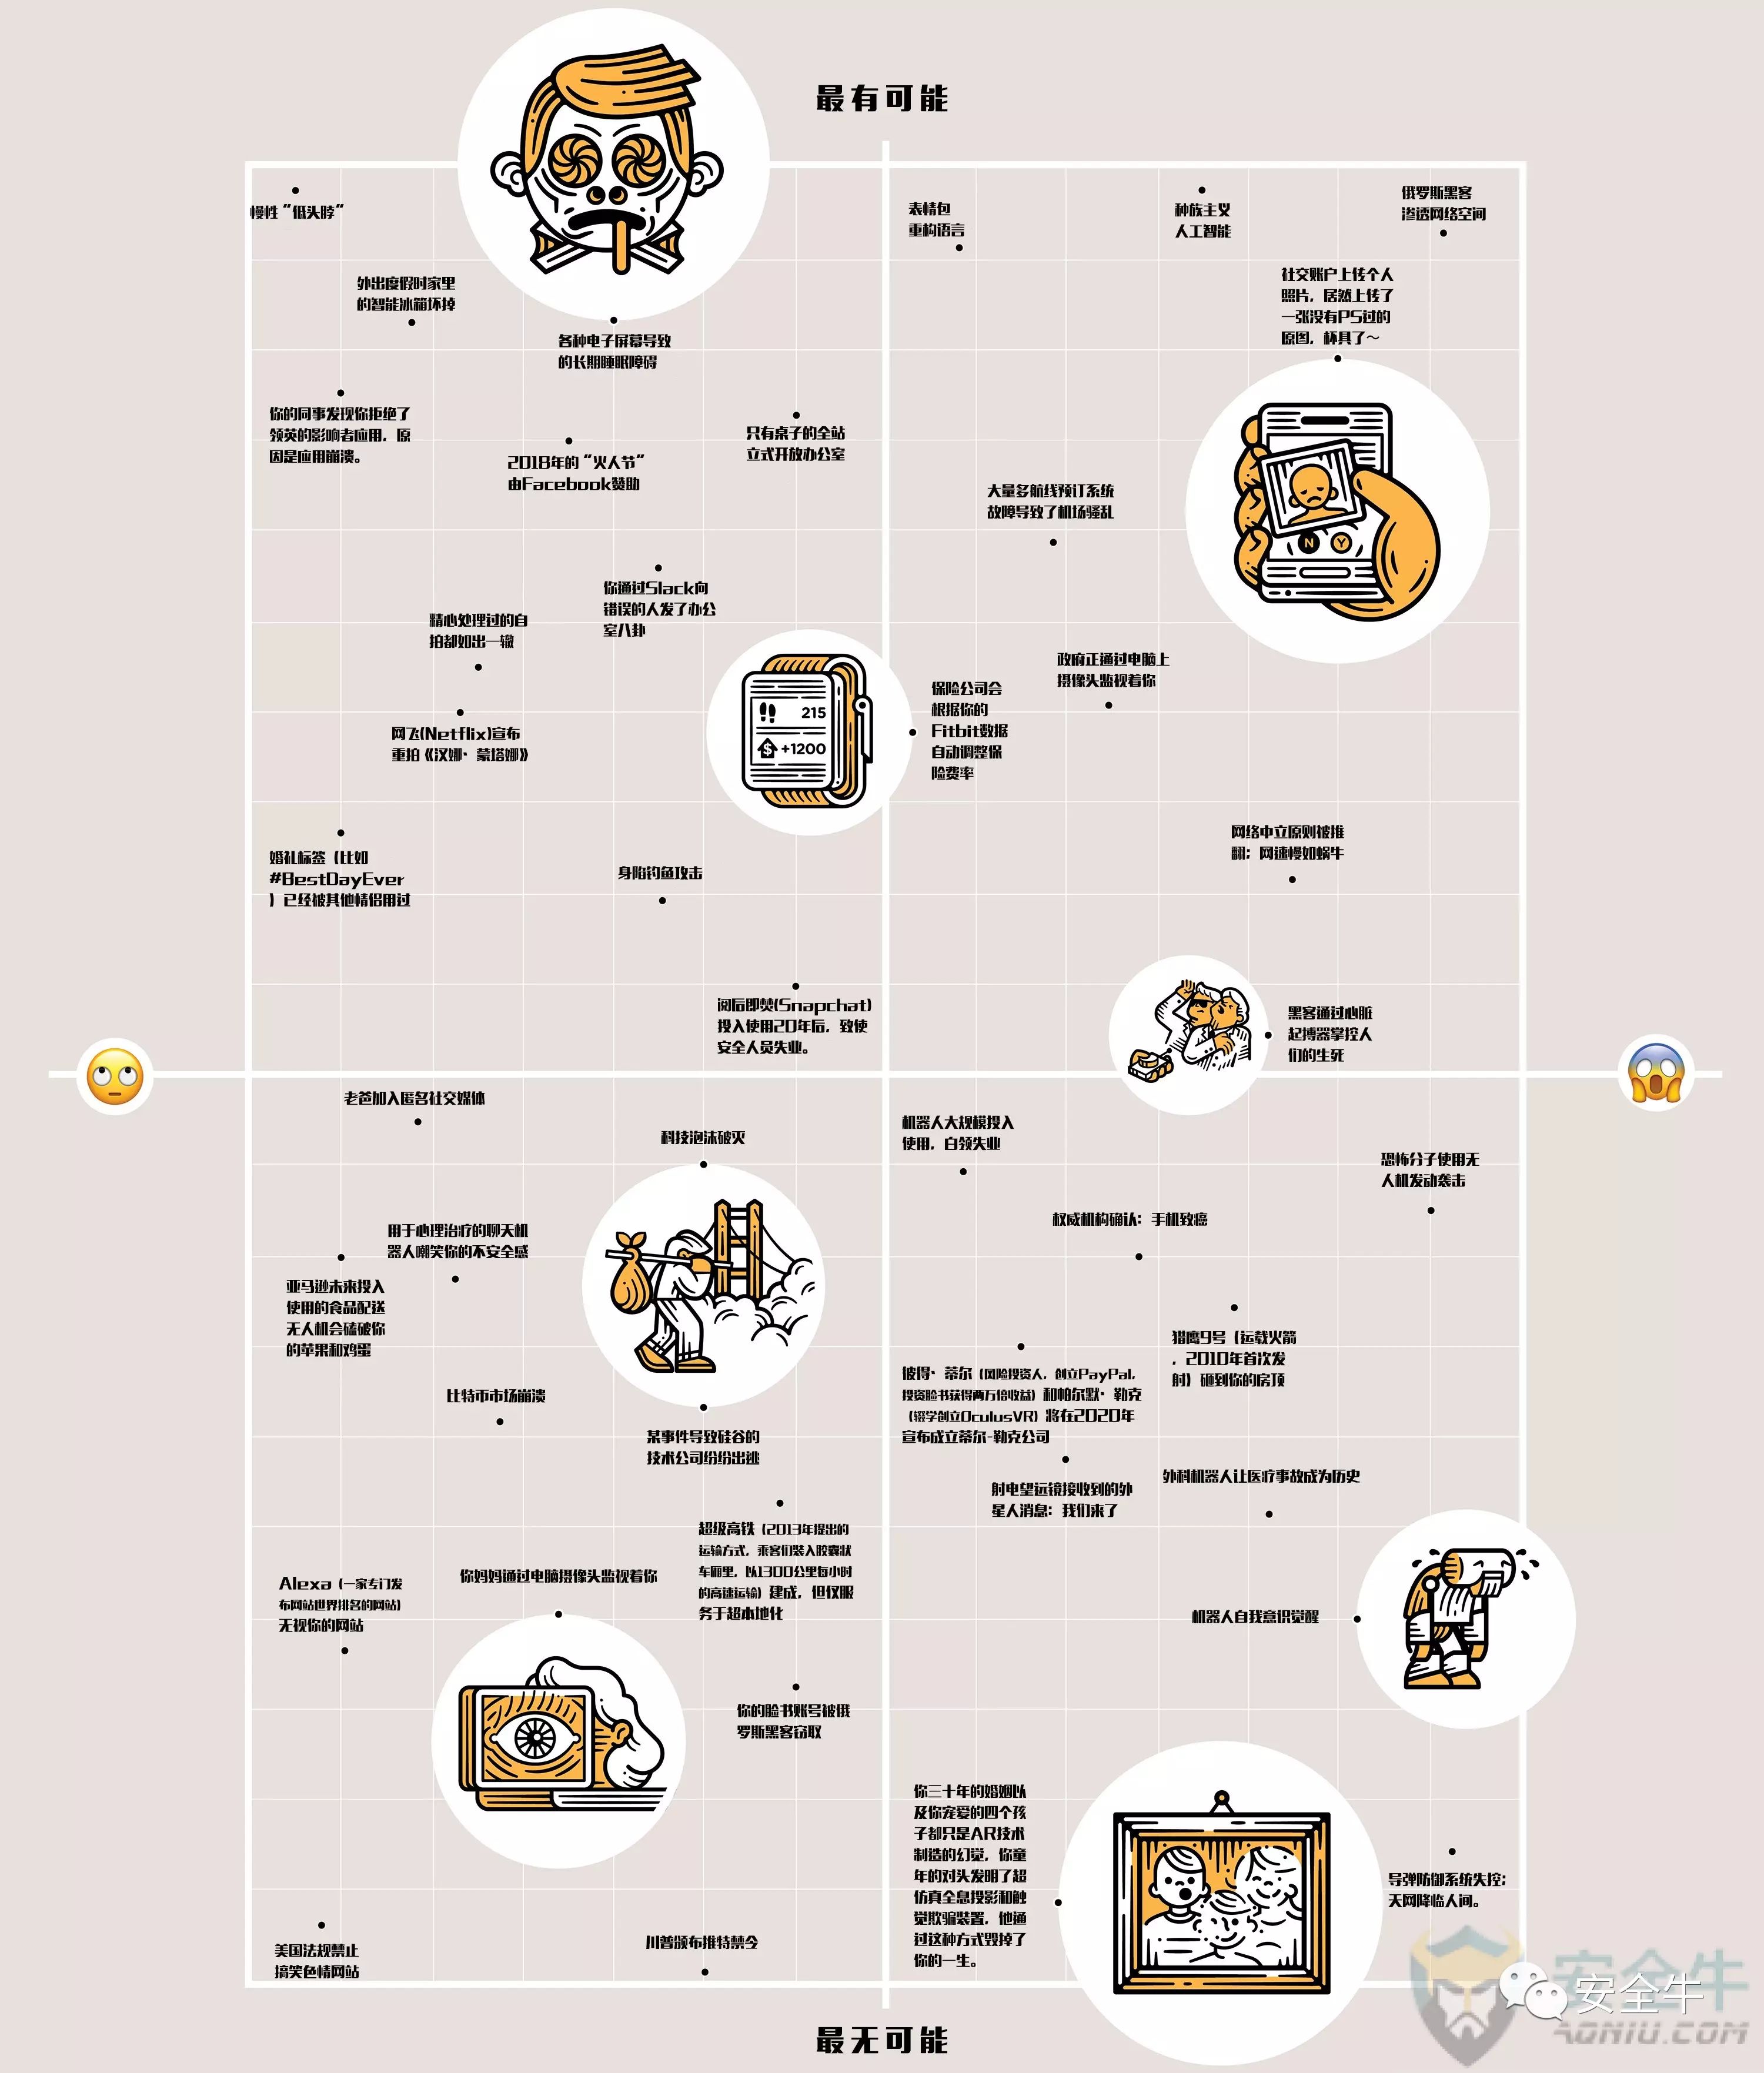 最有可能
慢性“低头脖”
表情包
重构语言
种族主义
人工智能
俄罗斯黑客
渗透网络空间
外出度假时家里
的智能冰箱坏掉
社交账户上传个人
照片，居然上传了
一张没有PS过的
原图，杯具了～
各种电子屏幕导致
的长期睡眠障碍
你的同事发现你拒绝了
领英的影响者应用，原
因是应用崩溃。
2018年的“火人节”
由Facebook赞助
只有桌子的全站
立式开放办公室
大量多航线预订系统
故障导致了机场骚乱
N Y
你通过Slack向
错误的人发了办公
室八卦
精心处理过的自
拍都如出一辙
政府正通过电脑上
摄像头监视着你
215
+1200
保险公司会
根据你的
Fitbit数据
自动调整保
险费率
网飞(Netflix)宣布
重拍《汉娜·蒙塔娜》
网络中立原则被推
翻；网速慢如蜗牛
婚礼标签（比如
#BestDayEver
）已经被其他情侣用过
身陷钓鱼攻击
阅后即焚(Snapchat)
投入使用20年后，致使
安全人员失业。
黑客通过心脏
起搏器掌控人
们的生死
老爸加入匿名社交媒体
科技泡沫破灭
机器人大规模投入
使用，白领失业
恐怖分子使用无
人机发动袭击
权威机构确认：手机致癌
用于心理治疗的聊天机
器人嘲笑你的不安全感
亚马逊未来投入
使用的食品配送
无人机会磕破你
的苹果和鸡蛋
猎鹰9号（运载火箭
，2010年首次发
射）砸到你的房顶
彼得·蒂尔（风险投资人，创立PayPal，
投资脸书获得两万倍收益）和帕尔默·勒克
（辍学创立OculusVR）将在2020年
宣布成立蒂尔-勒克公司
比特币市场崩溃
某事件导致硅谷的
技术公司纷纷出逃
射电望远镜接收到的外
星人消息：我们来了
外科机器人让医疗事故成为历史
超级高铁（2013年提出的
运输方式，乘客们装入胶囊状
车厢里，以1300公里每小时
的高速运输）建成，但仅服
务于超本地化
Alexa（一家专门发
布网站世界排名的网站）
无视你的网站
你妈妈通过电脑摄像头监视着你
机器人自我意识觉醒
你的脸书账号被俄
罗斯黑客窃取
你三十年的婚姻以
及你宠爱的四个孩
子都只是AR技术
制造的幻觉，你童
年的对头发明了超
仿真全息投影和触
觉欺骗装置，他通
过这种方式毁掉了
你的一生。
导弹防御系统失控；
天网降临人间。
美国法规禁止
搞笑色情网站
川普颁布推特禁令
最无可能
安全牛
安全牛
AQNIU.COM